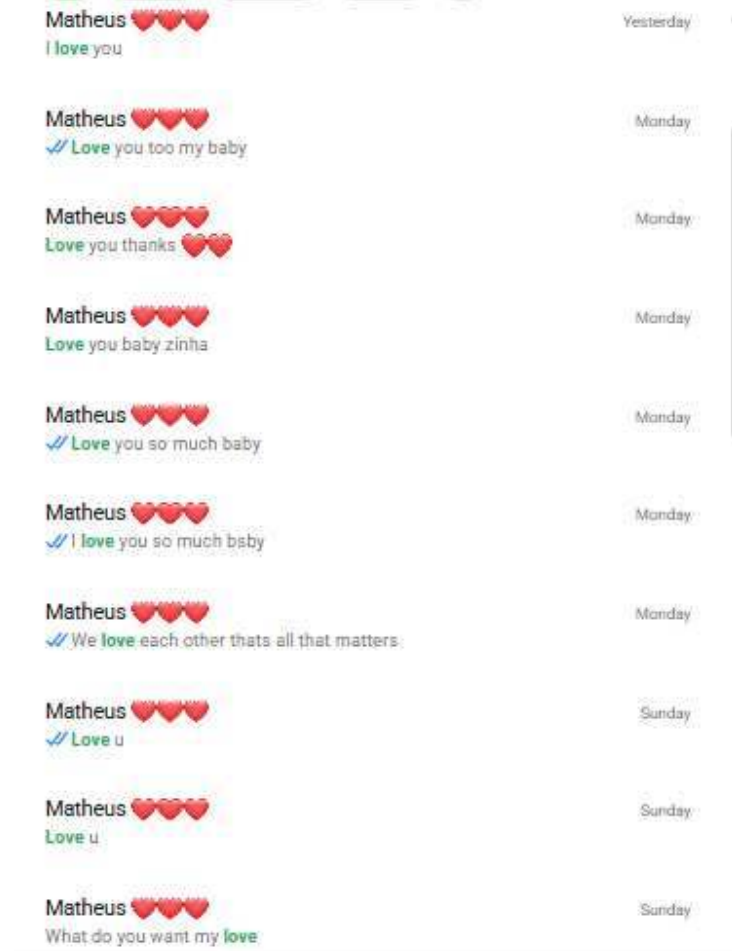 Matheus ❤️❤️❤️ Yesterday
I love you
Matheus ❤️❤️❤️ Monday
Love you too my baby
Matheus ❤️❤️❤️ Monday
Love you thanks ❤️❤️
Matheus ❤️❤️❤️ Monday
Love you baby zinha
Matheus ❤️❤️❤️ Monday
Love you so much baby
Matheus ❤️❤️❤️ Monday
I love you so much bsby
Matheus ❤️❤️❤️ Monday
We love each other thats all that matters
Matheus ❤️❤️❤️ Sunday
Love u
Matheus ❤️❤️❤️ Sunday
Love u
Matheus ❤️❤️❤️ Sunday
What do you want my love